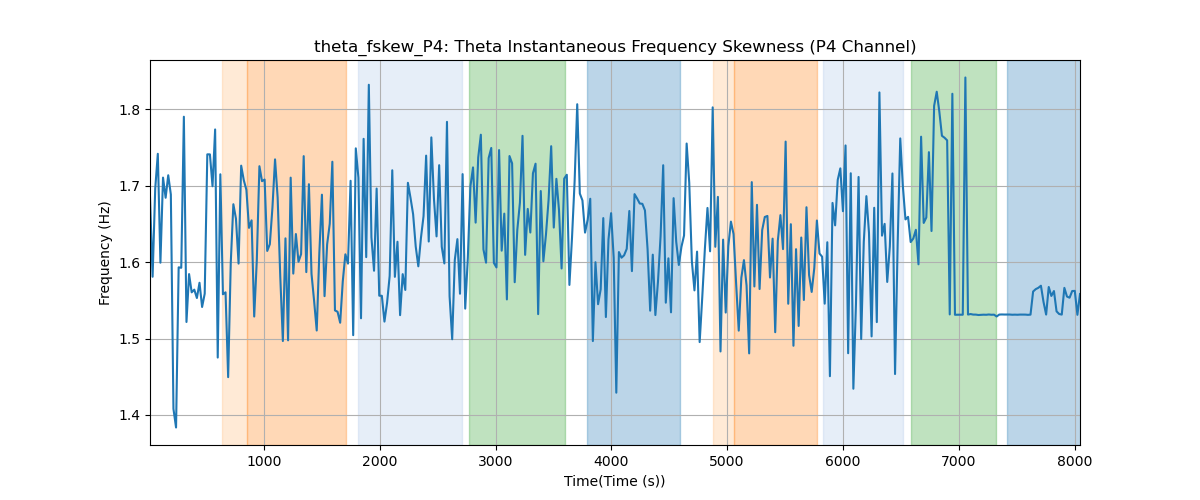 theta_fskew_P4: Theta Instantaneous Frequency Skewness (P4 Channel)
Frequency (Hz)
1.8
1.7
1.6
1.5
1.4
1000 2000 3000 4000 5000 6000 7000 8000
Time(Time (s))